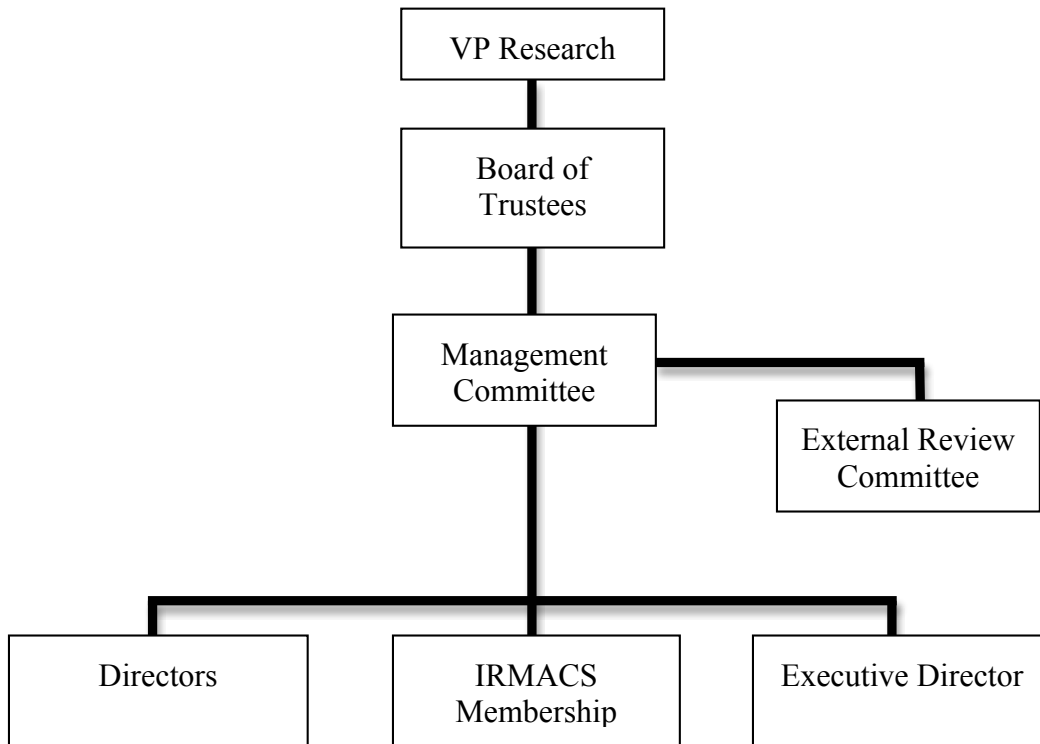 VP Research
Board of
Trustees
Management
Committee
External Review
Committee
Directors
IRMACS
Membership
Executive Director